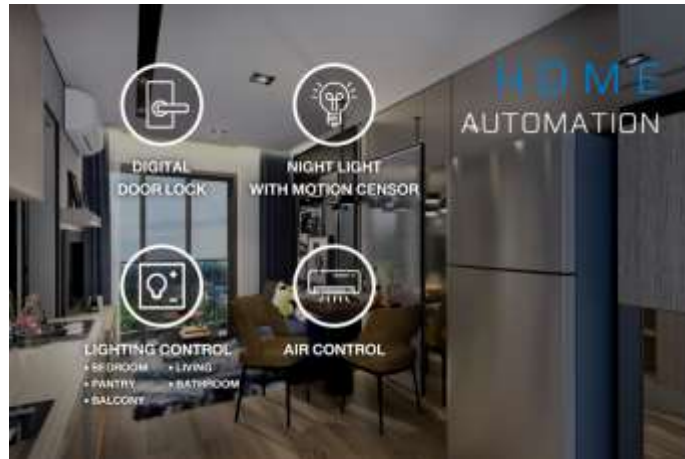 HOME
AUTOMATION
DIGITAL
DOOR LOCK
NIGHT LIGHT
WITH MOTION CENSOR
LIGHTING CONTROL
• BEDROOM • LIVING
• PANTRY • BATHROOM
• BALCONY
AIR CONTROL